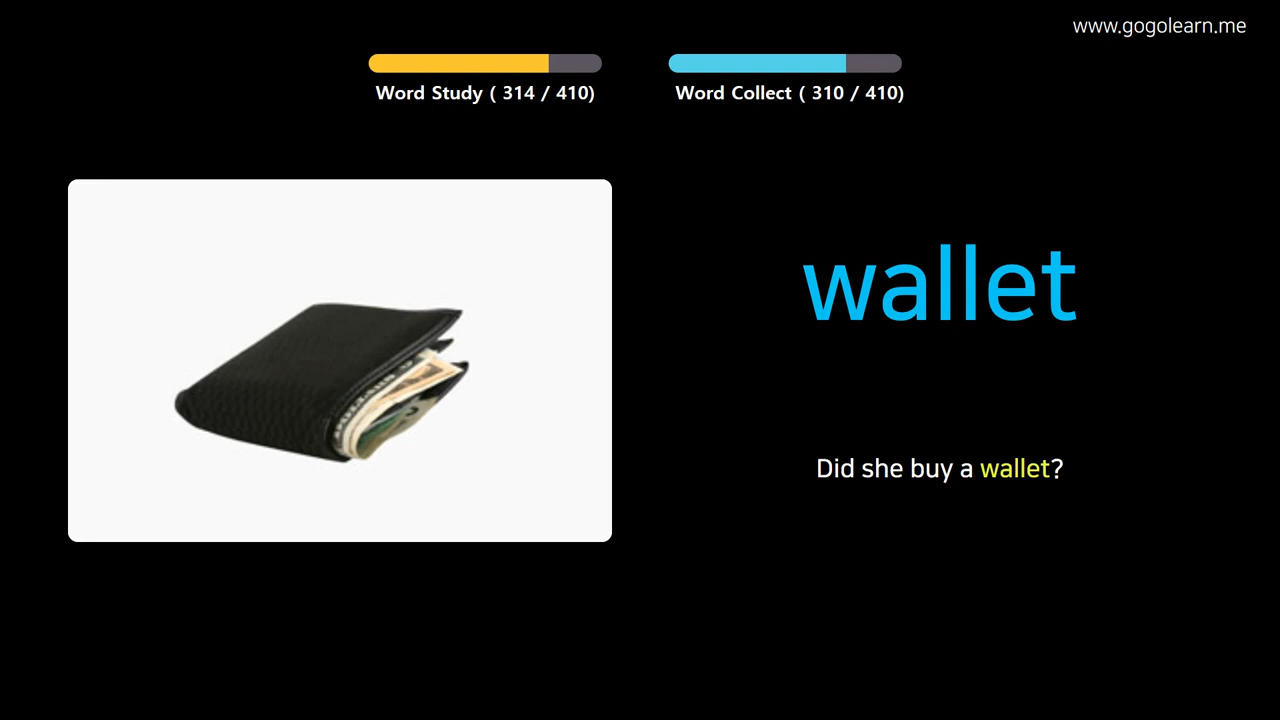 www.gogolearn.me
Word Study ( 314 / 410)
Word Collect ( 310 / 410)
wallet
Did she buy a wallet?